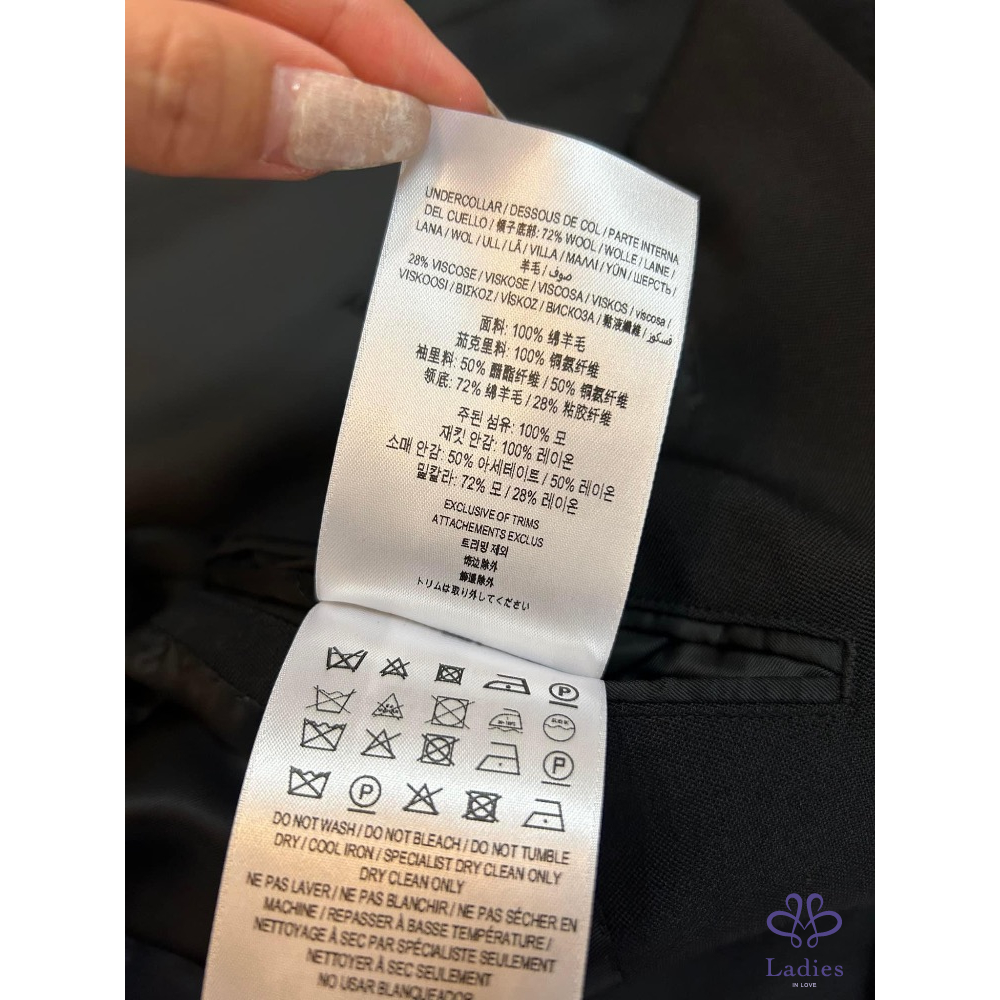 UNDERCOLLAR / DESSOUS DE COL / PARTE INTERNA
DEL CUELLO / 領子底部: 72% WOOL / WOLLE / LAINE /
LANA / WOL / ULL / LÃ / VILLA / ΜΑΛΛΙ / YÜN / ШЕРСТЬ /
羊毛 / صوف /
28% VISCOSE / VISKOSE / VISCOSA / VISKOS / viscosa /
VISKOOSI / ΒΙΣΚΟΖ / VİSKOZ / ВИСКОЗА / 黏液纖維 / فسكوز
面料: 100% 绵羊毛
茄克里料: 100% 铜氨纤维
袖里料: 50% 醋酯纤维 / 50% 铜氨纤维
领底: 72% 绵羊毛 / 28% 粘胶纤维
주된 섬유: 100% 모
재킷 안감: 100% 레이온
소매 안감: 50% 아세테이트 / 50% 레이온
밑칼라: 72% 모 / 28% 레이온
EXCLUSIVE OF TRIMS
ATTACHEMENTS EXCLUS
트리밍 제외
饰边除外
飾邊除外
トリムは取り外してください
P
P
P
DO NOT WASH / DO NOT BLEACH / DO NOT TUMBLE
DRY / COOL IRON / SPECIALIST DRY CLEAN ONLY
DRY CLEAN ONLY
NE PAS LAVER / NE PAS BLANCHIR / NE PAS SÉCHER EN
MACHINE / REPASSER À BASSE TEMPÉRATURE /
NETTOYAGE À SEC PAR SPÉCIALISTE SEULEMENT
NETTOYER À SEC SEULEMENT
NO USAR BLANQUEADOR
Ladies
IN LOVE